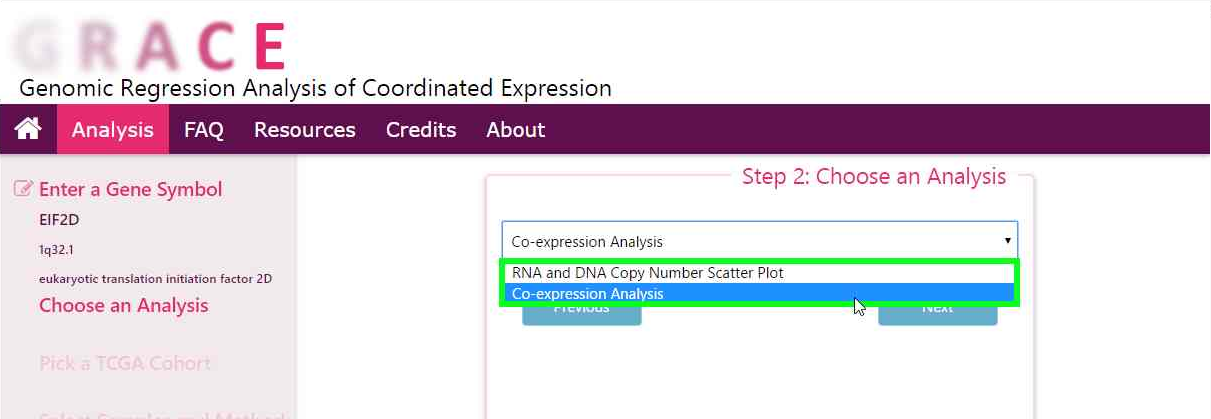 GRACE
Genomic Regression Analysis of Coordinated Expression
Analysis FAQ Resources Credits About
Enter a Gene Symbol
EIF2D
1q32.1
eukaryotic translation initiation factor 2D
Choose an Analysis
Pick a TCGA Cohort
Step 2: Choose an Analysis
Co-expression Analysis
RNA and DNA Copy Number Scatter Plot
Co-expression Analysis
Previous Next